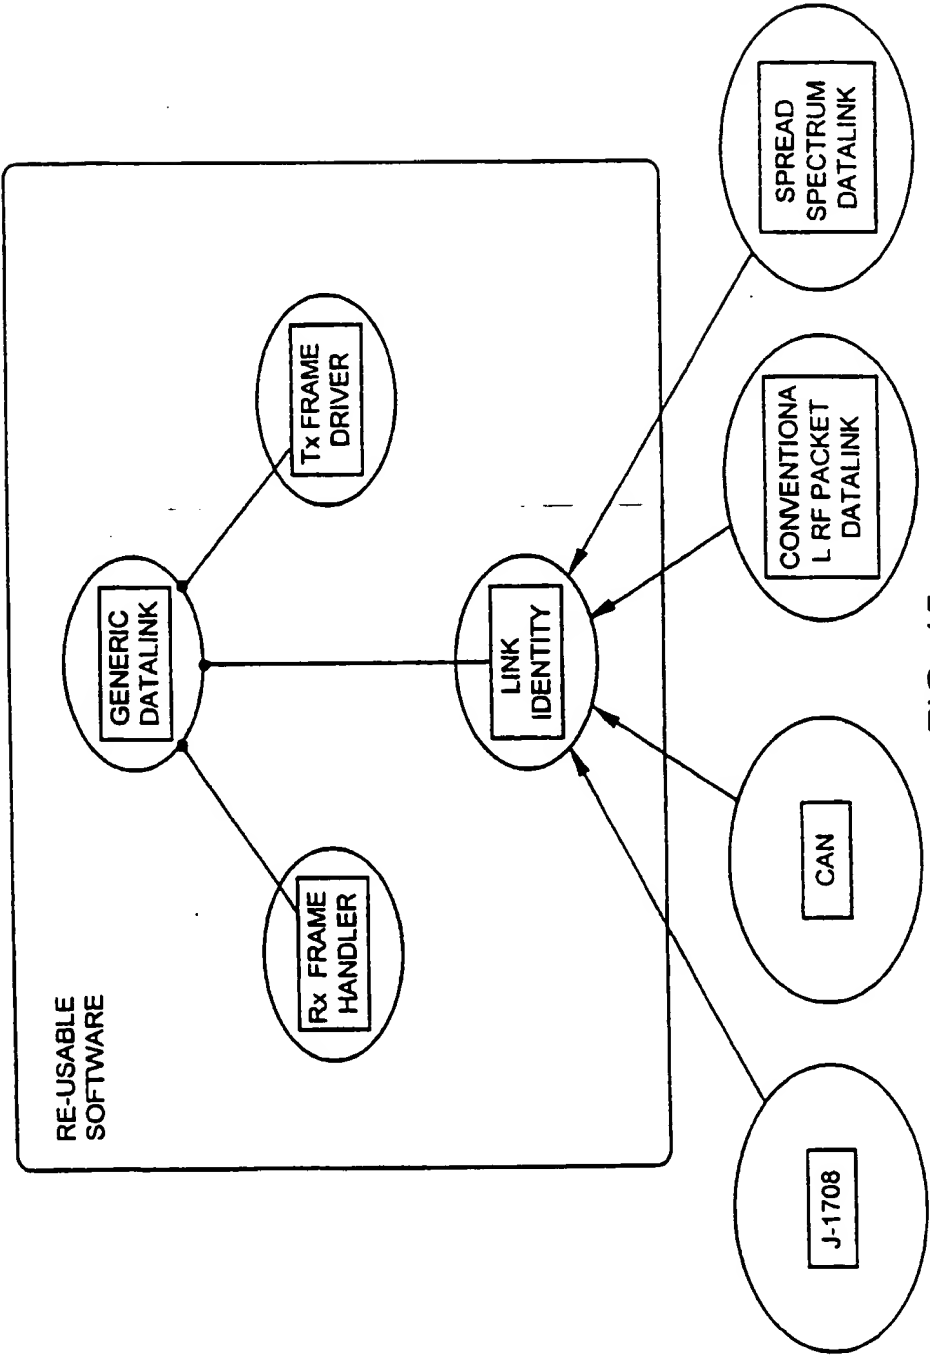 RE-USABLE
SOFTWARE
GENERIC
DATALINK
Rx FRAME
HANDLER
Tx FRAME
DRIVER
LINK
IDENTITY
J-1708
CAN
CONVENTIONA
L RF PACKET
DATALINK
SPREAD
SPECTRUM
DATALINK